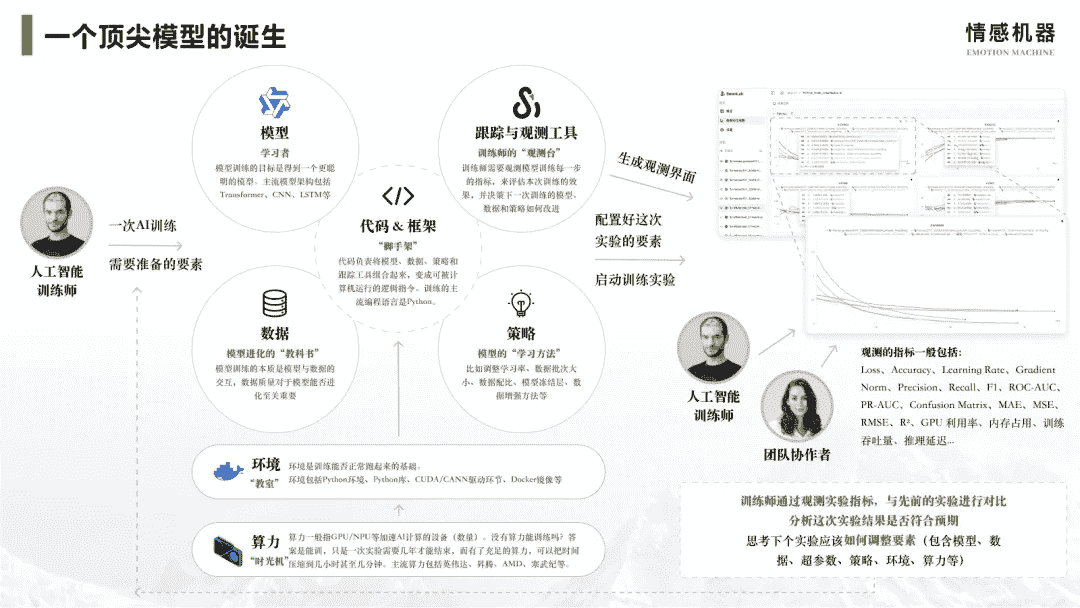 一个顶尖模型的诞生
情感机器
EMOTION MACHINE
人工智能
训练师
一次AI训练
需要准备的要素
模型
学习者
模型训练的目标是得到一个更聪
明的模型。主流模型架构包括
Transformer、CNN、LSTM等
跟踪与观测工具
训练师的“观测台”
训练师需要观测模型训练每一步
的指标，来评估本次训练的效
果，并决策下一次训练的模型、
数据和策略如何改进
代码 & 框架
“脚手架”
代码负责将模型、数据、策略和
跟踪工具组合起来，变成可被计
算机运行的逻辑指令。训练的主
流编程语言是Python。
数据
模型进化的“教科书”
模型训练的本质是模型与数据的
交互，数据质量对于模型能否进
化至关重要
策略
模型的“学习方法”
比如调整学习率、数据批次大
小、数据配比、模型冻结层、数
据增强方法等
环境
“教室”
环境是训练能否正常跑起来的基础。
环境包括Python环境、Python库、CUDA/CANN驱动环节、Docker镜像等
算力
“时光机”
算力一般指GPU/NPU等加速AI计算的设备（数量）。没有算力能训练吗？答
案是能训，只是一次实验需要几年才能结束，而有了充足的算力，可以把时间
压缩到几小时甚至几分钟。主流算力包括英伟达、昇腾、AMD、寒武纪等。
生成观测界面
配置好这次
实验的要素
启动训练实验
人工智能
训练师
团队协作者
观测的指标一般包括:
Loss、Accuracy、Learning Rate、Gradient
Norm、Precision、Recall、F1、ROC-AUC、
PR-AUC、Confusion Matrix、MAE、MSE、
RMSE、R²、GPU 利用率、内存占用、训练
吞吐量、推理延迟...
训练师通过观测实验指标，与先前的实验进行对比
分析这次实验结果是否符合预期
思考下个实验应该如何调整要素（包含模型、数
据、超参数、策略、环境、算力等）